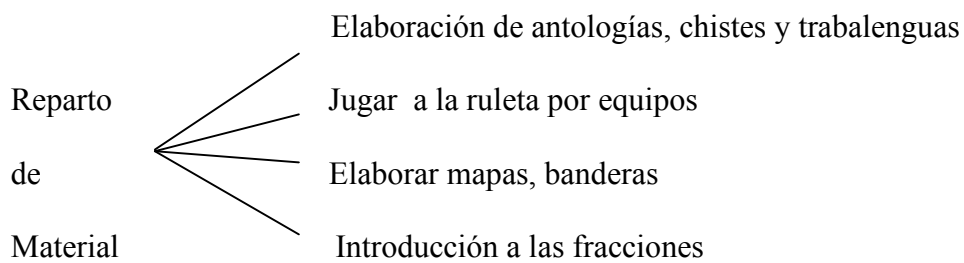 Elaboración de antologías, chistes y trabalenguas
Reparto
Jugar a la ruleta por equipos
de
Elaborar mapas, banderas
Material
Introducción a las fracciones